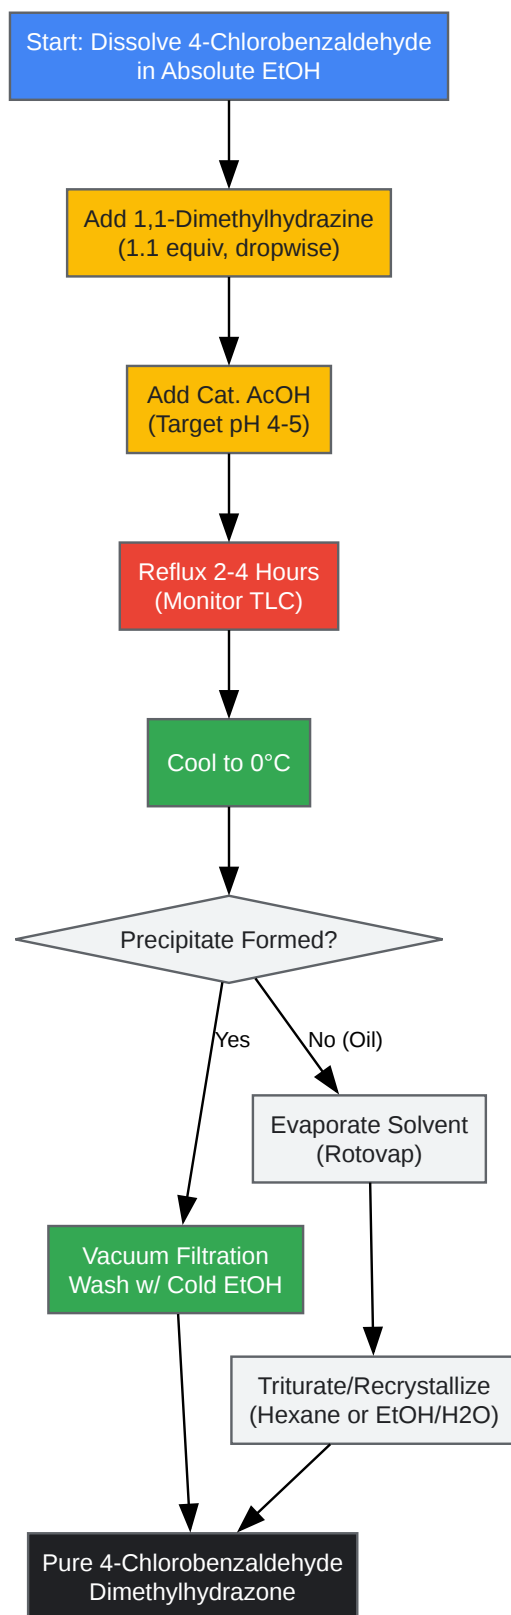 Start: Dissolve 4-Chlorobenzaldehyde
in Absolute EtOH
Add 1,1-Dimethylhydrazine
(1.1 equiv, dropwise)
Add Cat. AcOH
(Target pH 4-5)
Reflux 2-4 Hours
(Monitor TLC)
Cool to 0°C
Precipitate Formed?
Yes
No (Oil)
Evaporate Solvent
(Rotovap)
Vacuum Filtration
Wash w/ Cold EtOH
Triturate/Recrystallize
(Hexane or EtOH/H2O)
Pure 4-Chlorobenzaldehyde
Dimethylhydrazone